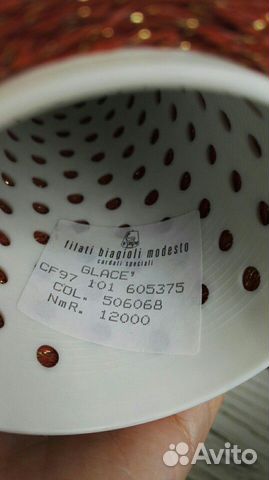 filati biagioli modesto
cardati speciali
GLACE'
CF97 101 605375
COL. 506068
NmR. 12000
Avito